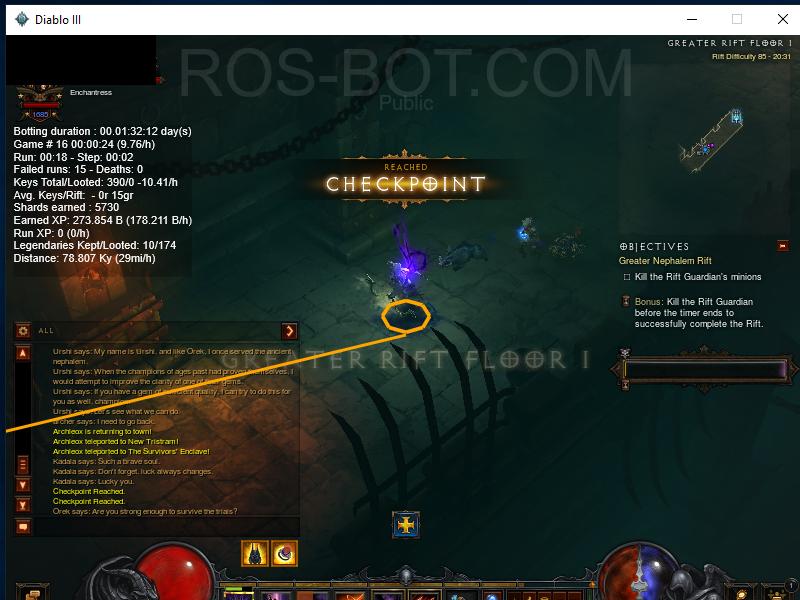 Diablo III
GREATER RIFT FLOOR 1
Rift Difficulty 85 - 20:31
ROS-BOT.COM
Public
Enchantress
1685
Botting duration : 00.01:32:12 day(s)
Game # 16 00:00:24 (9.76/h)
Run: 00:18 - Step: 00:02
Failed runs: 15 - Deaths: 0
Keys Total/Looted: 390/0 -10.41/h
Avg. Keys/Rift: - 0r 15gr
Shards earned : 5730
Earned XP: 273.854 B (178.211 B/h)
Run XP: 0 (0/h)
Legendaries Kept/Looted: 10/174
Distance: 78.807 Ky (29mi/h)
REACHED
CHECKPOINT
OBJECTIVES
Greater Nephalem Rift
Kill the Rift Guardian's minions
Bonus: Kill the Rift Guardian
before the timer ends to
successfully complete the Rift.
GREATER RIFT FLOOR 1
ALL
Urshi says: My name is Urshi, and like Orek, I once served the ancient
nephalem.
Urshi says: When the champions of ages past had proven themselves, I
would attempt to improve the clarity of one of their gems.
Urshi says: If you have a gem of sufficient quality, I can try to do this for
you as well, champion.
Urshi says: Let's see what we can do.
archer says: I need to go back.
Archleox is returning to town!
Archleox teleported to New Tristram!
Archleox teleported to The Survivors' Enclave!
Kadala says: Such a brave soul.
Kadala says: Don't forget, luck always changes.
Kadala says: Lucky you.
Checkpoint Reached.
Checkpoint Reached.
Orek says: Are you strong enough to survive the trials?
1